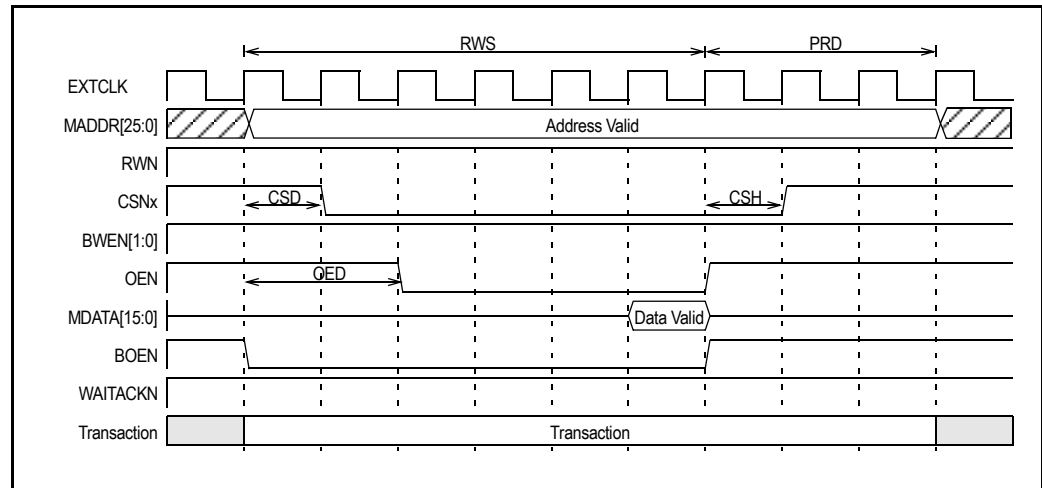 RWS PRD
EXTCLK
MADDR[25:0] Address Valid
RWN
CSNx CSD CSH
BWEN[1:0]
OEN OED
MDATA[15:0] Data Valid
BOEN
WAITACKN
Transaction Transaction